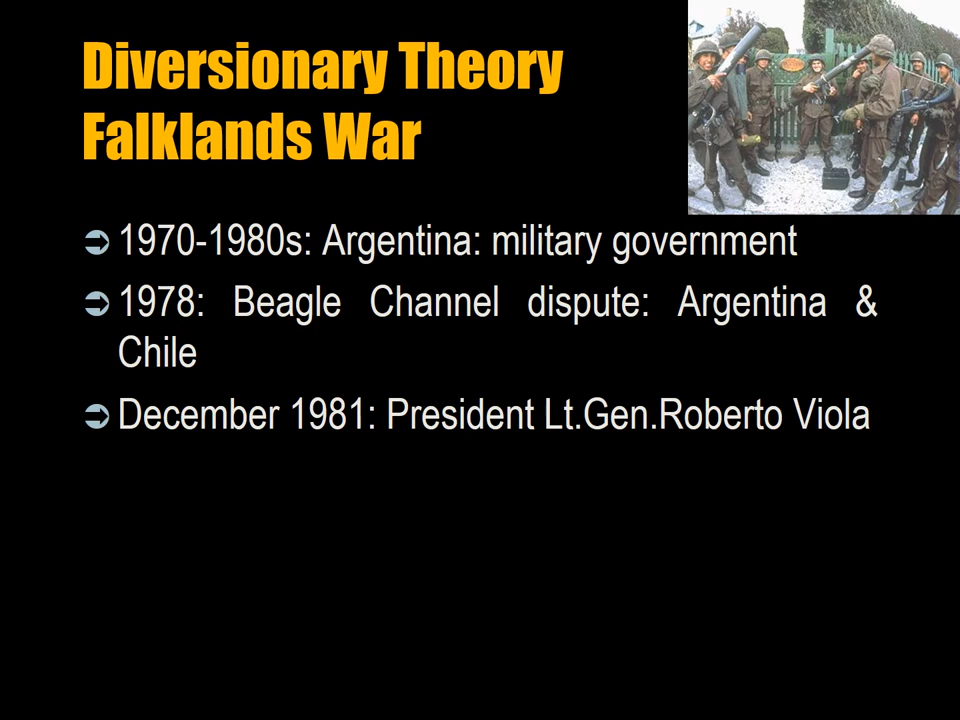 Diversionary Theory
Falklands War
1970-1980s: Argentina: military government
1978: Beagle Channel dispute: Argentina &
Chile
December 1981: President Lt.Gen.Roberto Viola